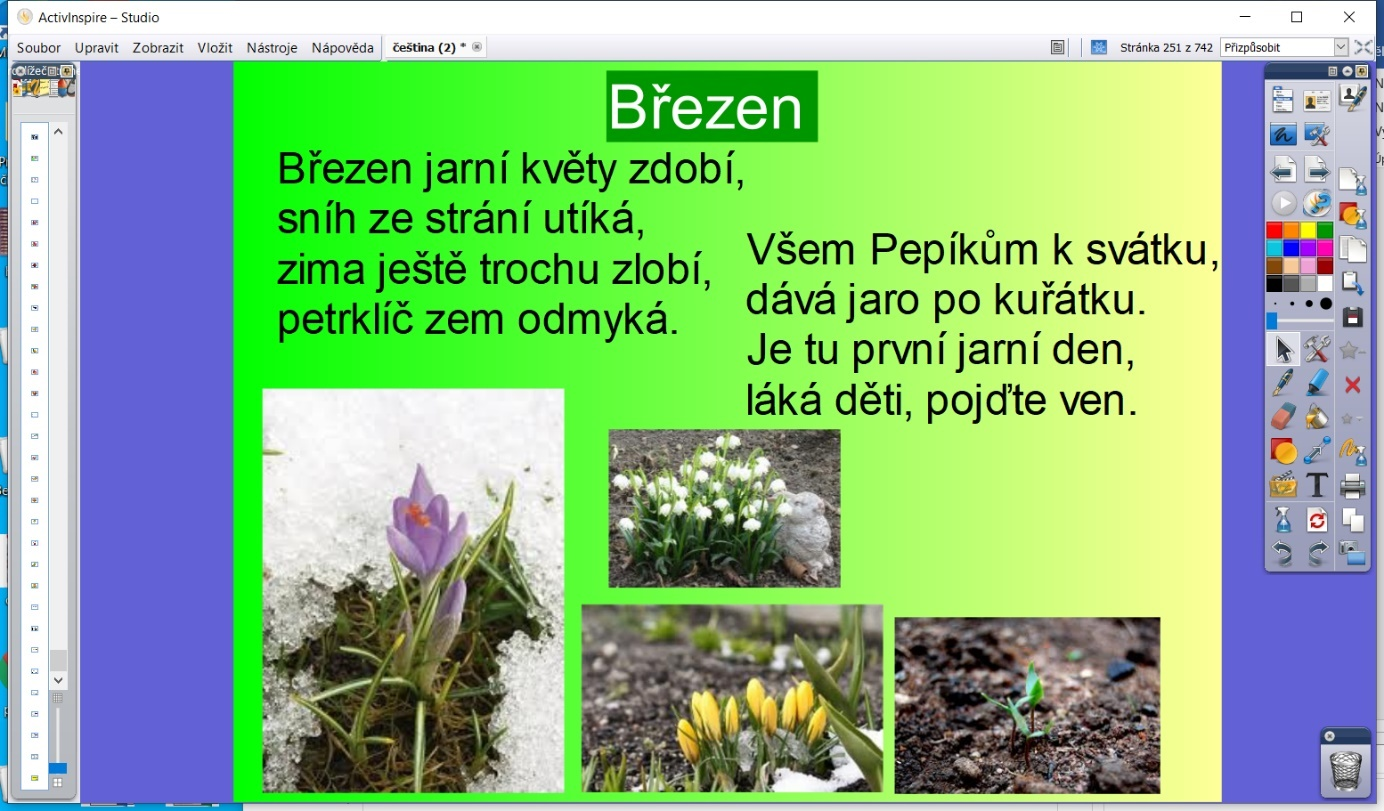 ActivInspire – Studio
Soubor Upravit Zobrazit Vložit Nástroje Nápověda
čeština (2) *
Stránka 251 z 742
Přizpůsobit
Březen
Březen jarní květy zdobí,
sníh ze strání utíká,
zima ještě trochu zlobí,
petrklíč zem odmyká.
Všem Pepíkům k svátku,
dává jaro po kuřátku.
Je tu první jarní den,
láká děti, pojďte ven.